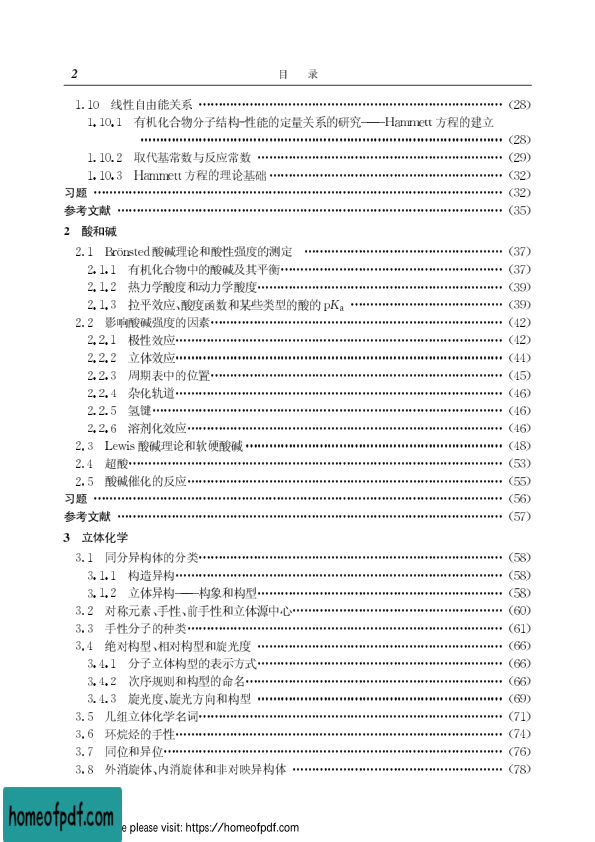 2 目 录
1.10 线性自由能关系 …… (28)
1.10.1 有机化合物分子结构-性能的定量关系的研究——Hammett 方程的建立
…… (28)
1.10.2 取代基常数与反应常数 …… (29)
1.10.3 Hammett 方程的理论基础 …… (32)
习题 …… (32)
参考文献 …… (35)
2 酸和碱
2.1 Brönsted 酸碱理论和酸性强度的测定 …… (37)
2.1.1 有机化合物中的酸碱及其平衡 …… (37)
2.1.2 热力学酸度和动力学酸度 …… (39)
2.1.3 拉平效应、酸度函数和某些类型的酸的 pKa …… (39)
2.2 影响酸碱强度的因素 …… (42)
2.2.1 极性效应 …… (42)
2.2.2 立体效应 …… (44)
2.2.3 周期表中的位置 …… (45)
2.2.4 杂化轨道 …… (46)
2.2.5 氢键 …… (46)
2.2.6 溶剂化效应 …… (46)
2.3 Lewis 酸碱理论和软硬酸碱 …… (48)
2.4 超酸 …… (53)
2.5 酸碱催化的反应 …… (55)
习题 …… (56)
参考文献 …… (57)
3 立体化学
3.1 同分异构体的分类 …… (58)
3.1.1 构造异构 …… (58)
3.1.2 立体异构——构象和构型 …… (58)
3.2 对称元素、手性、前手性和立体源中心 …… (60)
3.3 手性分子的种类 …… (61)
3.4 绝对构型、相对构型和旋光度 …… (66)
3.4.1 分子立体构型的表示方式 …… (66)
3.4.2 次序规则和构型的命名 …… (66)
3.4.3 旋光度、旋光方向和构型 …… (69)
3.5 几组立体化学名词 …… (71)
3.6 环烷烃的手性 …… (74)
3.7 同位和异位 …… (76)
3.8 外消旋体、内消旋体和非对映异构体 …… (78)
homeofpdf.com
e please visit: https://homeofpdf.com